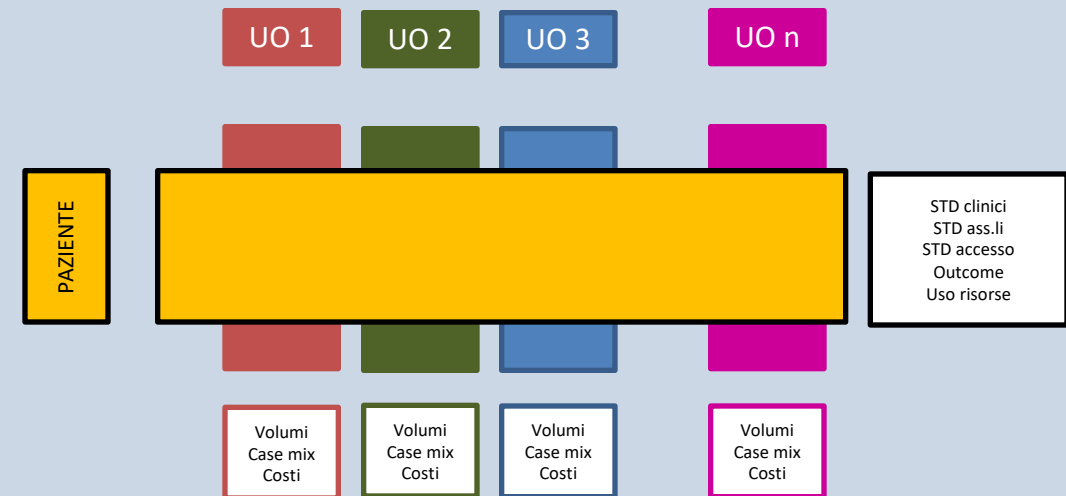 UO 1
UO 2
UO 3
UO n
PAZIENTE
STD clinici
STD ass.li
STD accesso
Outcome
Uso risorse
Volumi
Case mix
Costi
Volumi
Case mix
Costi
Volumi
Case mix
Costi
Volumi
Case mix
Costi